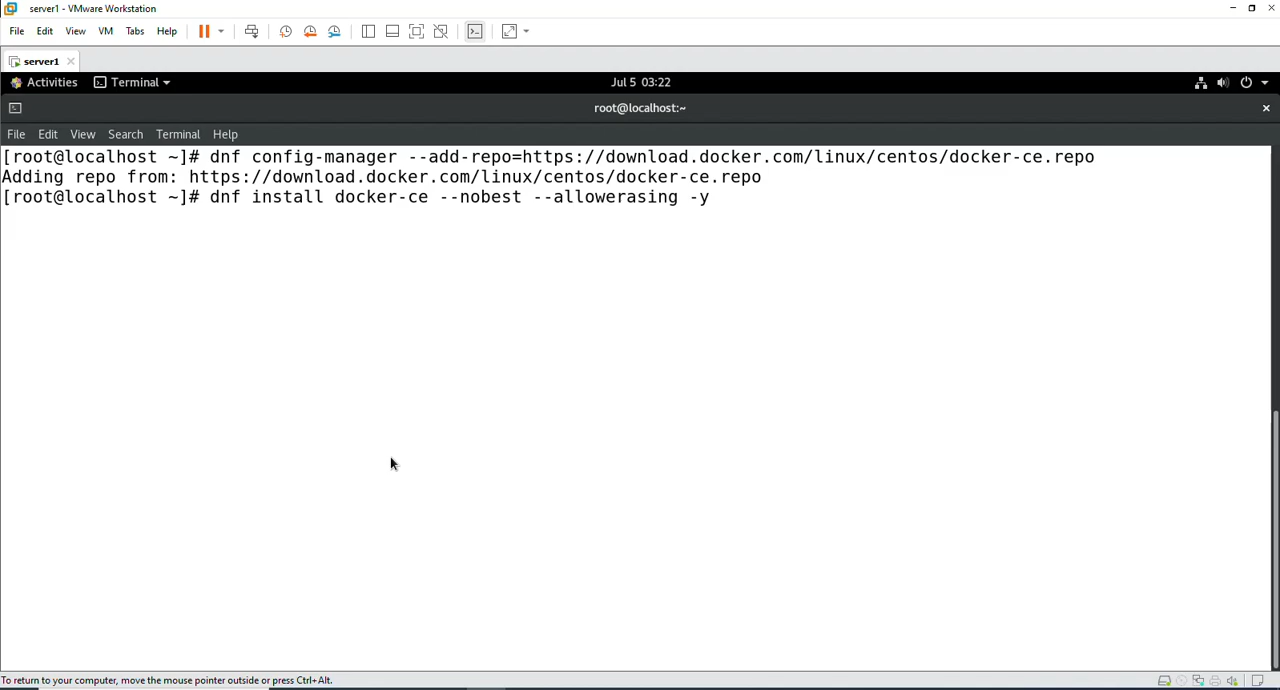 server1 - VMware Workstation
File Edit View VM Tabs Help
server1
Activities Terminal Jul 5 03:22
root@localhost:~
File Edit View Search Terminal Help
[root@localhost ~]# dnf config-manager --add-repo=https://download.docker.com/linux/centos/docker-ce.repo
Adding repo from: https://download.docker.com/linux/centos/docker-ce.repo
[root@localhost ~]# dnf install docker-ce --nobest --allowerasing -y
To return to your computer, move the mouse pointer outside or press Ctrl+Alt.